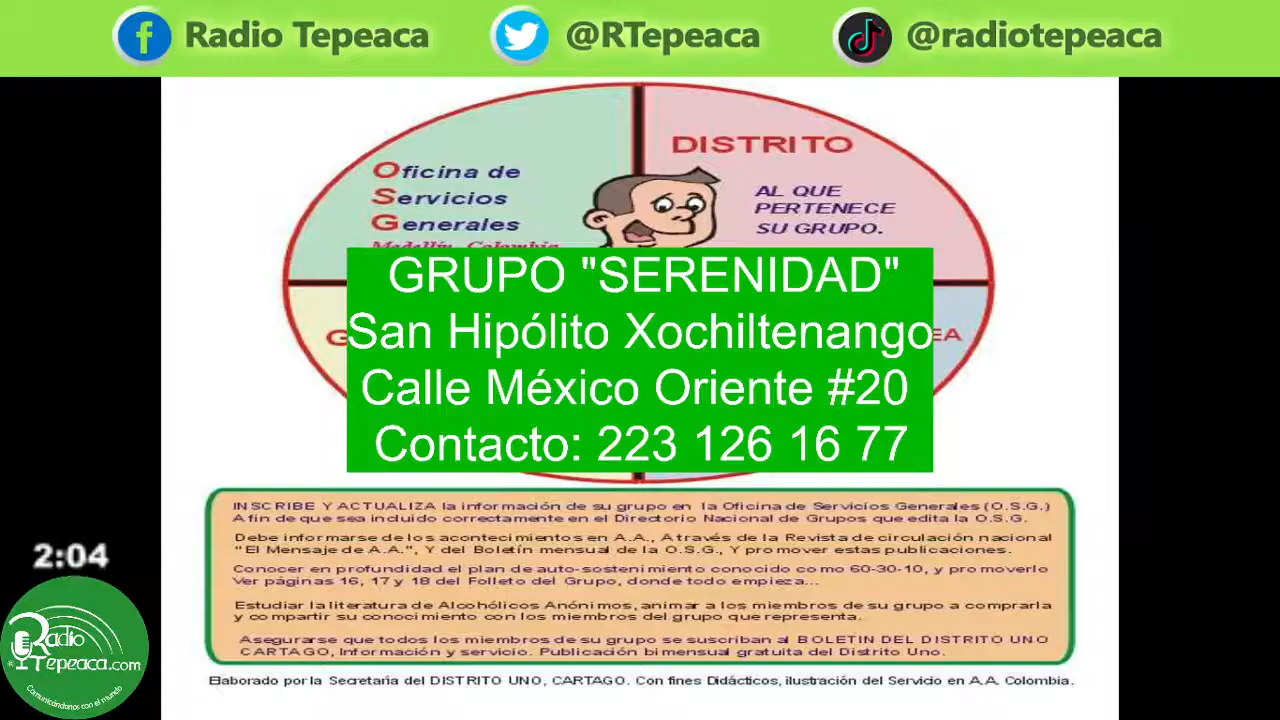 Radio Tepeaca
@RTepeaca
@radiotepeaca
Oficina de
Servicios
Generales
Medellín, Colombia
DISTRITO
AL QUE
PERTENECE
SU GRUPO.
GRUPO "SERENIDAD"
San Hipólito Xochiltenango
Calle México Oriente #20
Contacto: 223 126 16 77
INSCRIBE Y ACTUALIZA la información de su grupo en la Oficina de Servicios Generales (O.S.G.)
A fin de que sea incluido correctamente en el Directorio Nacional de Grupos que edita la O.S.G.
Debe informarse de los acontecimientos en A.A., A través de la Revista de circulación nacional
"El Mensaje de A.A.", Y del Boletín mensual de la O.S.G., Y promover estas publicaciones.
Conocer en profundidad el plan de auto-sostenimiento conocido como 60-30-10, y promoverlo
Ver páginas 16, 17 y 18 del Folleto del Grupo, donde todo empieza...
Estudiar la literatura de Alcohólicos Anónimos, animar a los miembros de su grupo a comprarla
y compartir su conocimiento con los miembros del grupo que representa.
Asegurarse que todos los miembros de su grupo se suscriban al BOLETIN DEL DISTRITO UNO
CARTAGO, Información y servicio. Publicación bimensual gratuita del Distrito Uno.
Elaborado por la Secretaría del DISTRITO UNO, CARTAGO. Con fines Didácticos, ilustración del Servicio en A.A. Colombia.
2:04
Radio
Tepeaca.com
Comunicándonos con el mundo